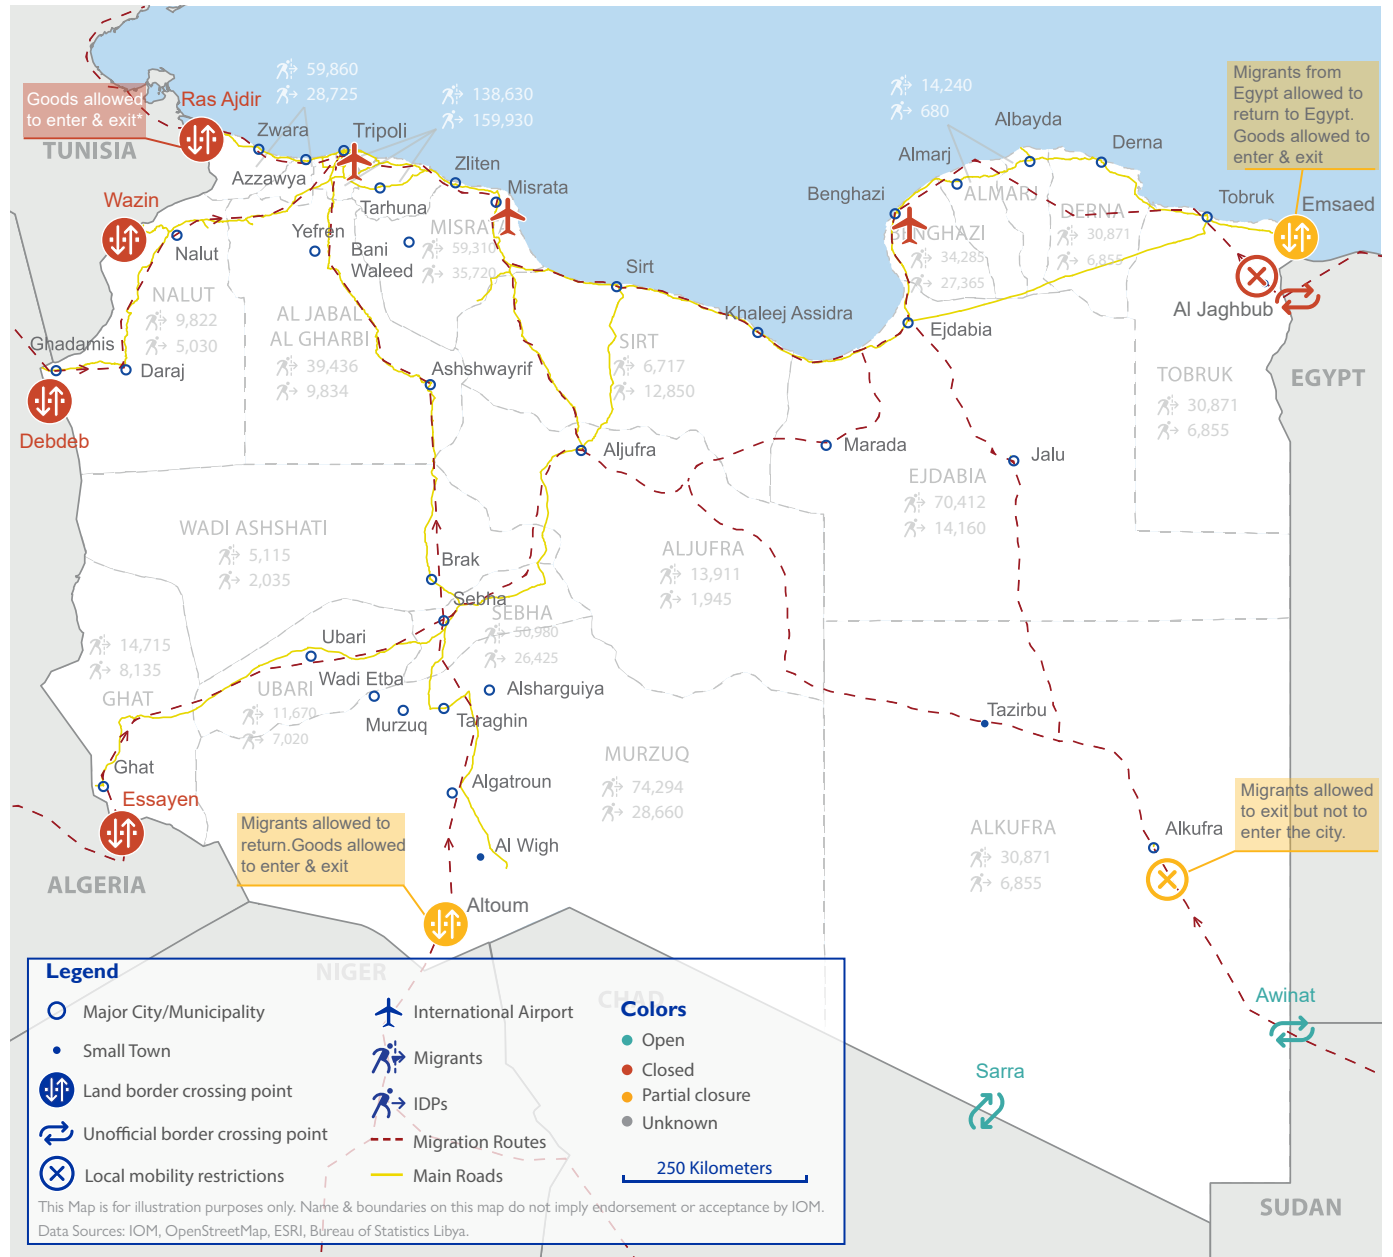 59,860
28,725
138,630
159,930
14,240
680
Migrants from
Egypt allowed to
return to Egypt.
Goods allowed to
enter & exit
Goods allowed
to enter & exit*
Ras Ajdir
TUNISIA
Zwara
Tripoli
Azzawya
Zliten
Misrata
Tarhuna
Albayda
Derna
Almarj
Benghazi
ALMARJ
DERNA
30,871
6,855
Tobruk
Emsaed
Wazin
Nalut
Yefren
Bani
Waleed
MISRATA
59,310
35,720
BENGHAZI
34,285
27,365
Sirt
Al Jaghbub
NALUT
9,822
5,030
AL JABAL
AL GHARBI
39,436
9,834
Khaleej Assidra
Ejdabia
SIRT
6,717
12,850
Ghadamis
Daraj
Ashshwayrif
TOBRUK
30,871
6,855
EGYPT
Debdeb
Aljufra
Marada
Jalu
EJDABIA
70,412
14,160
WADI ASHSHATI
5,115
2,035
Brak
ALJUFRA
13,911
1,945
Sebha
SEBHA
50,980
26,425
14,715
8,135
GHAT
Ubari
Wadi Etba
UBARI
11,670
7,020
Murzuq
Alsharguiya
Taraghin
Tazirbu
MURZUQ
74,294
28,660
Ghat
Essayen
Algatroun
Migrants allowed to
return.Goods allowed
to enter & exit
Al Wigh
Migrants allowed
to exit but not to
enter the city.
Alkufra
ALKUFRA
30,871
6,855
ALGERIA
Altoum
NIGER
CHAD
Awinat
Sarra
SUDAN
Legend
Major City/Municipality
Small Town
Land border crossing point
Unofficial border crossing point
Local mobility restrictions
International Airport
Migrants
IDPs
Migration Routes
Main Roads
Colors
Open
Closed
Partial closure
Unknown
250 Kilometers
This Map is for illustration purposes only. Name & boundaries on this map do not imply endorsement or acceptance by IOM.
Data Sources: IOM, OpenStreetMap, ESRI, Bureau of Statistics Libya.